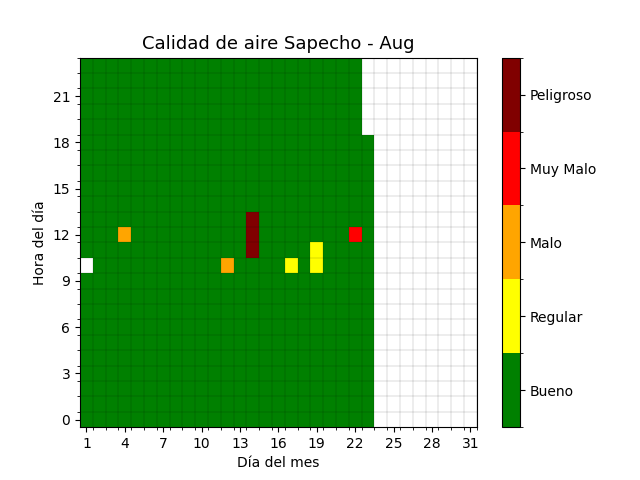 Calidad de aire Sapecho - Aug
Hora del día
21
18
15
12
9
6
3
0
1 4 7 10 13 16 19 22 25 28 31
Día del mes
Peligroso
Muy Malo
Malo
Regular
Bueno